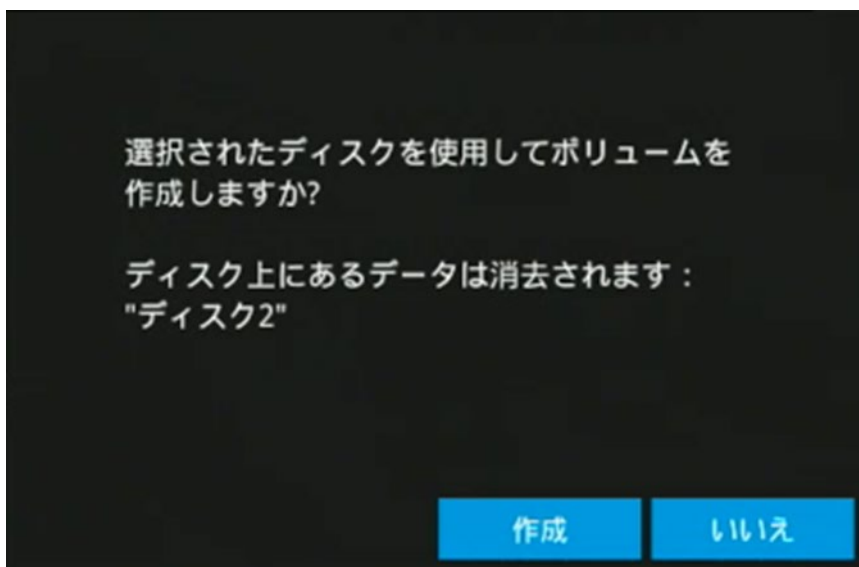 選択されたディスクを使用してボリュームを
作成しますか?
ディスク上にあるデータは消去されます：
"ディスク2"
作成
いいえ